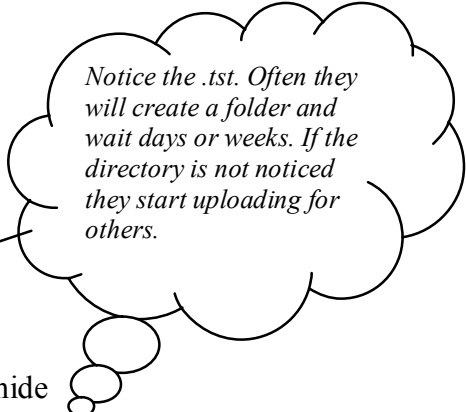 Notice the .tst. Often they
will create a folder and
wait days or weeks. If the
directory is not noticed
they start uploading for
others.